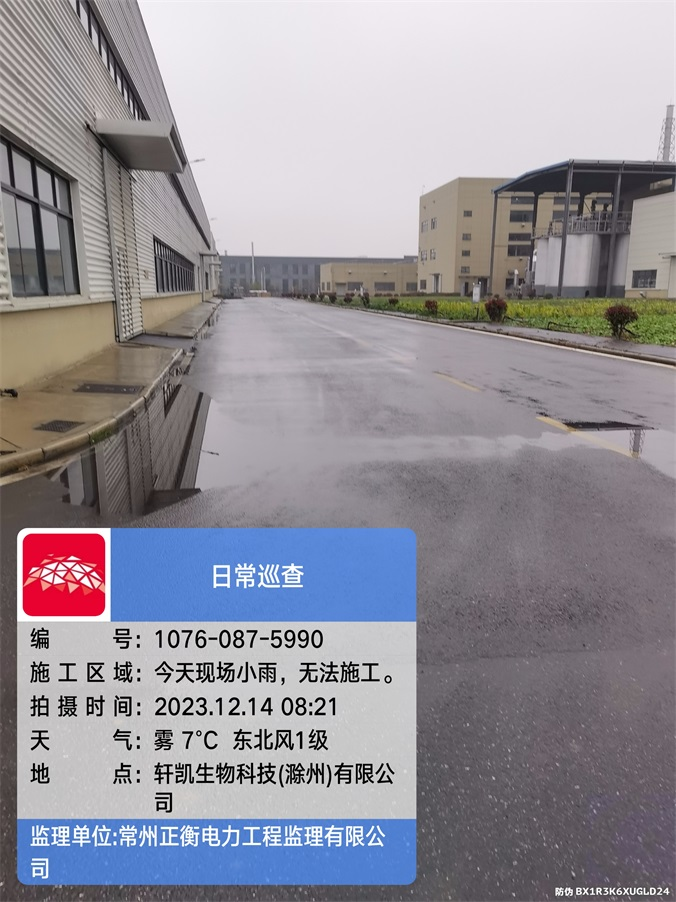 日常巡查
编号：1076-087-5990
施工区域：今天现场小雨，无法施工。
拍摄时间：2023.12.14 08:21
天气：雾 7℃ 东北风1级
地点：轩凯生物科技(滁州)有限公
司
监理单位:常州正衡电力工程监理有限公
司
防伪 BX1R3K6XUGLD24